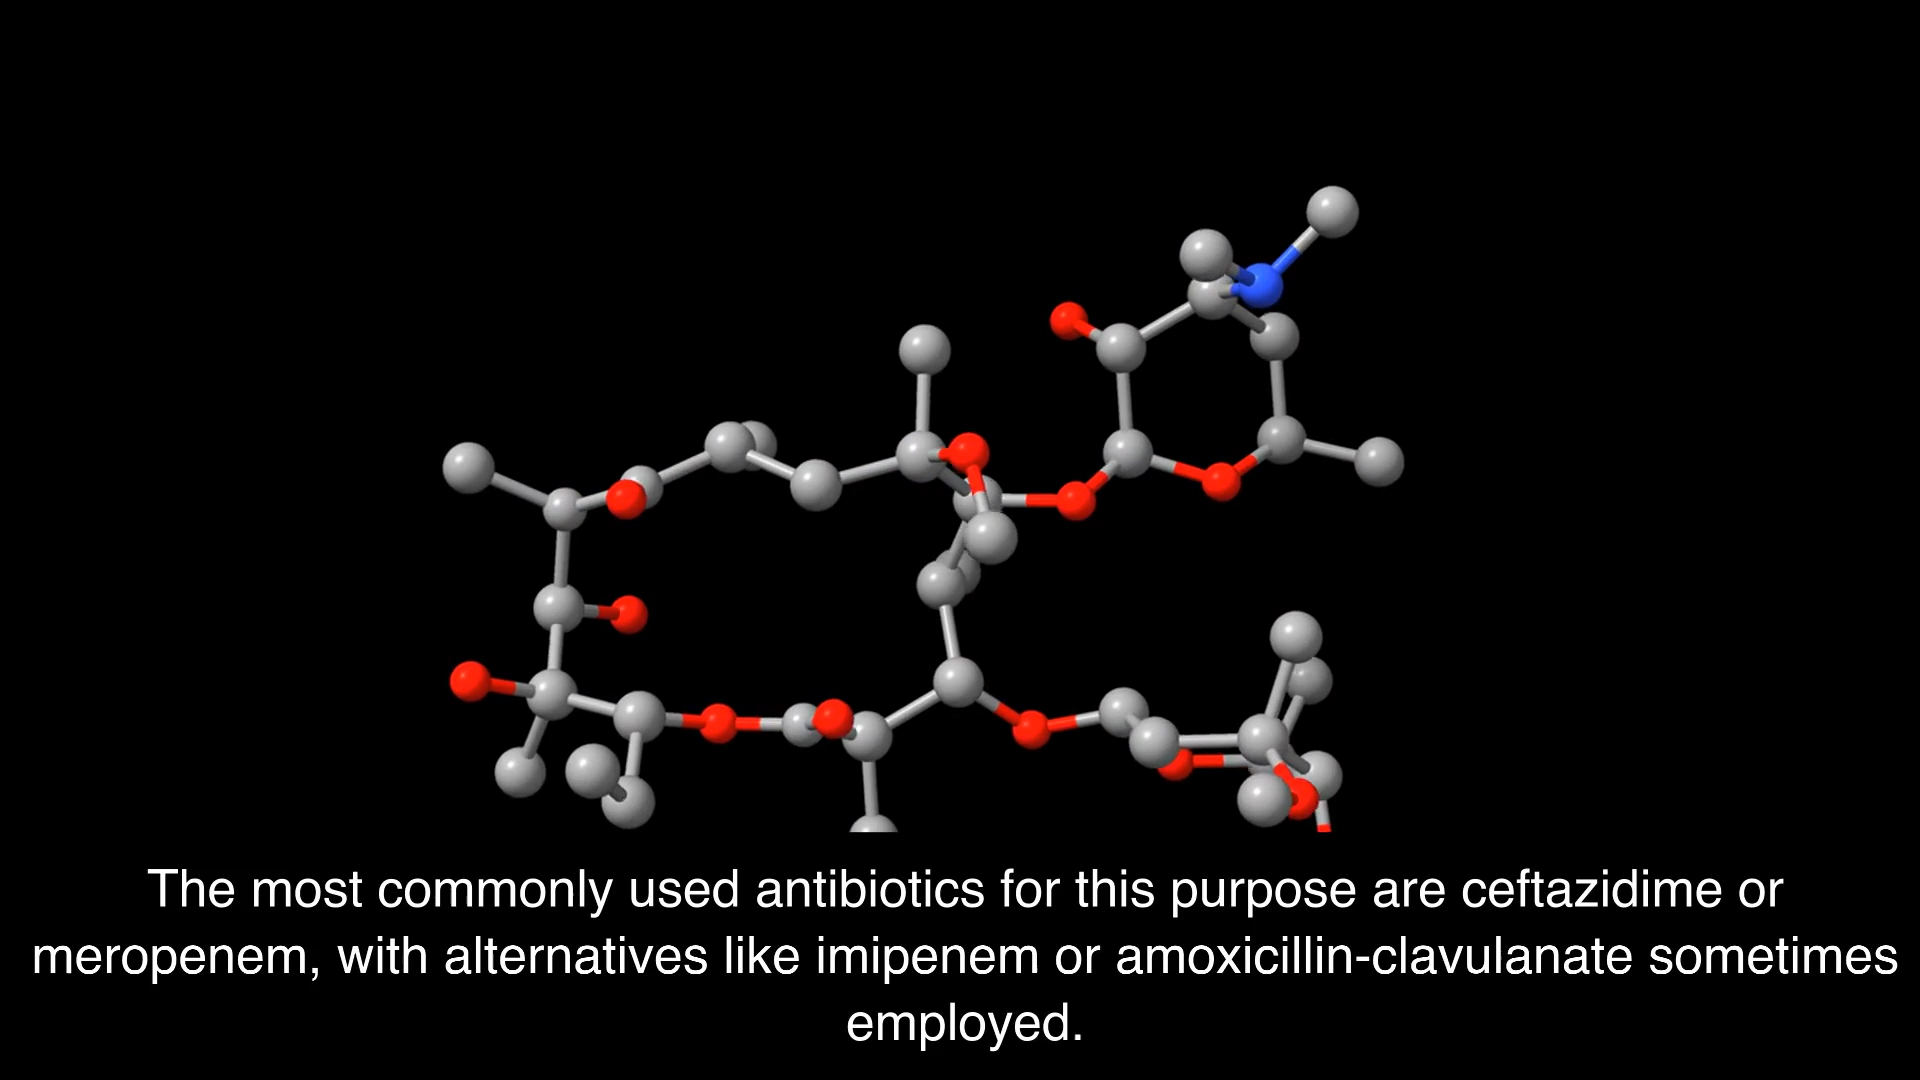 The most commonly used antibiotics for this purpose are ceftazidime or
meropenem, with alternatives like imipenem or amoxicillin-clavulanate sometimes
employed.